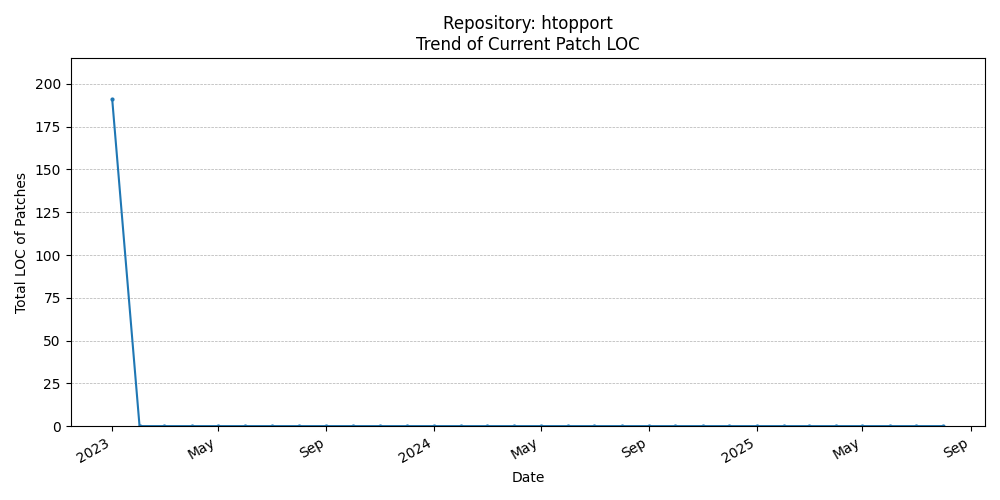 Repository: htopport
Trend of Current Patch LOC
Total LOC of Patches
200
175
150
125
100
75
50
25
0
2023
May
Sep
2024
May
Sep
2025
May
Sep
Date